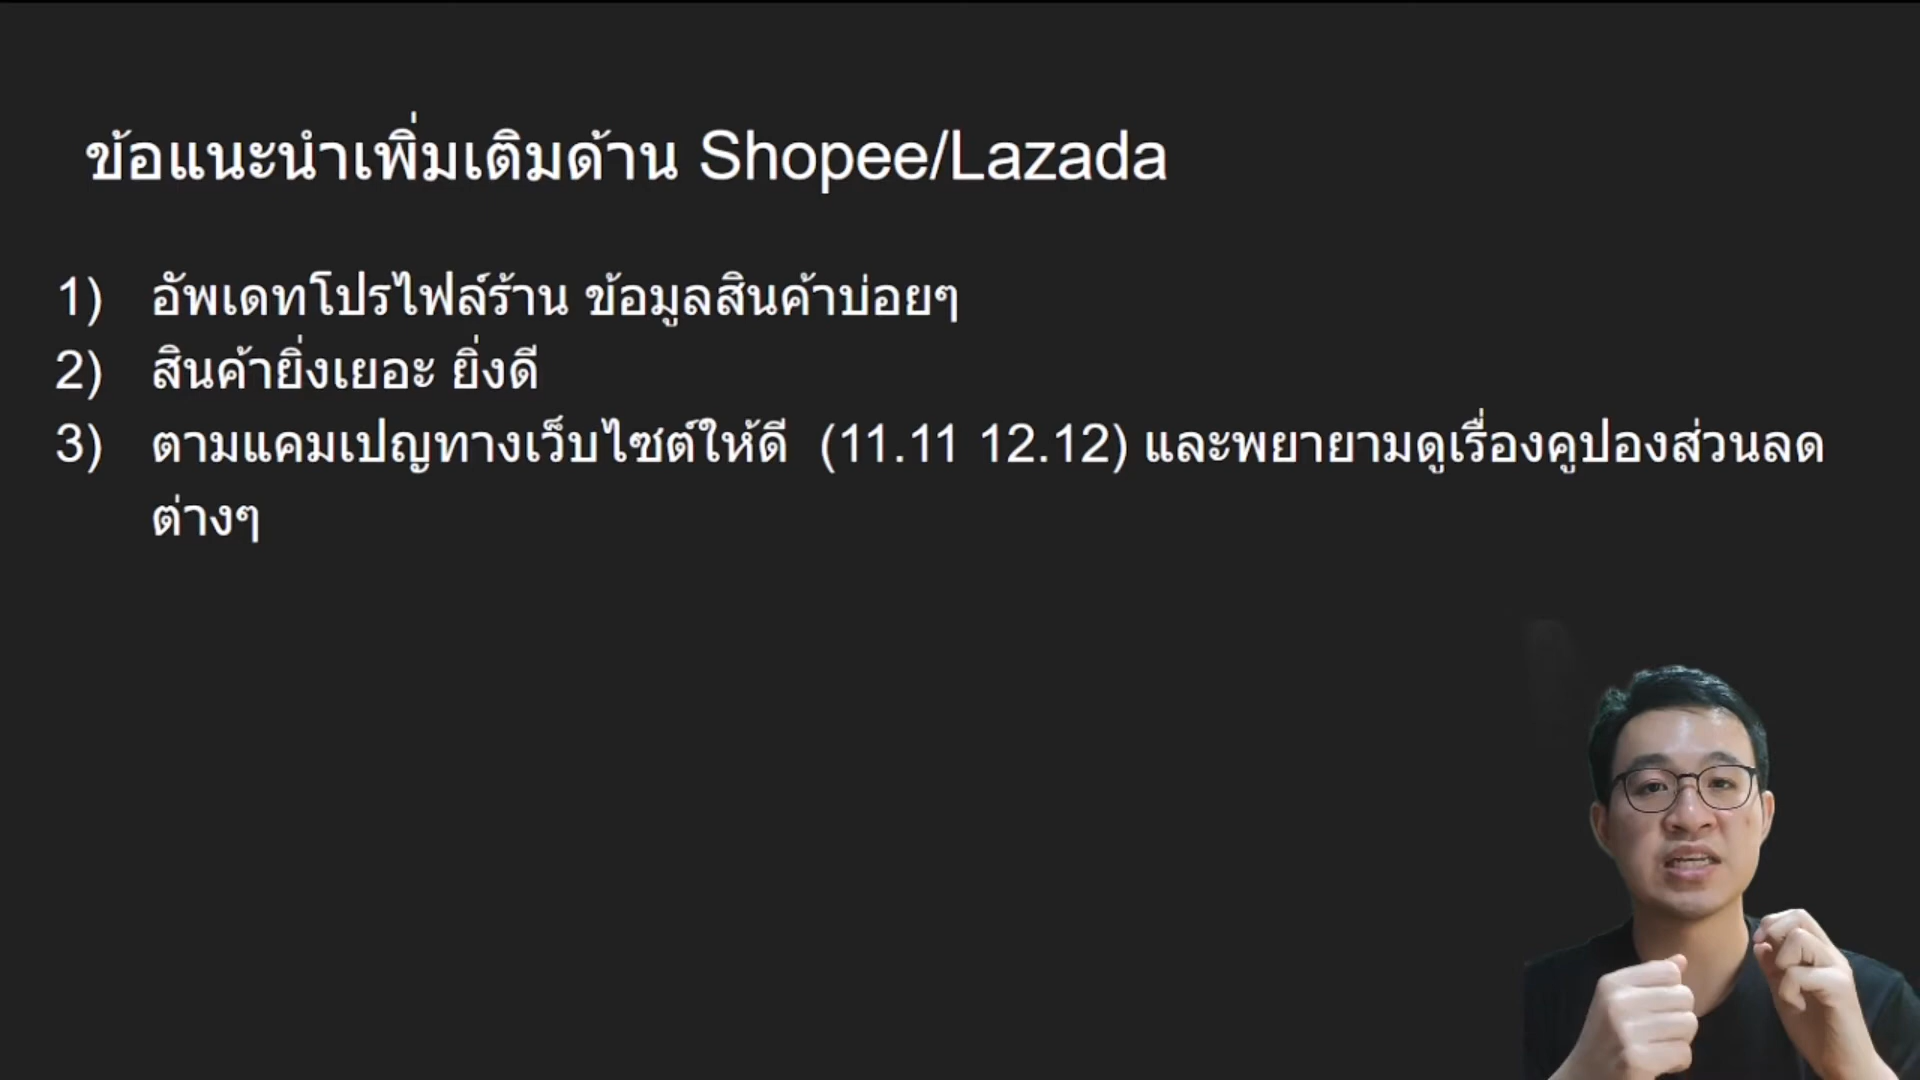 ข้อแนะนำเพิ่มเติมด้าน Shopee/Lazada
1) อัพเดทโปรไฟล์ร้าน ข้อมูลสินค้าบ่อยๆ
2) สินค้ายิ่งเยอะ ยิ่งดี
3) ตามแคมเปญทางเว็บไซต์ให้ดี (11.11 12.12) และพยายามดูเรื่องคูปองส่วนลด
ต่างๆ